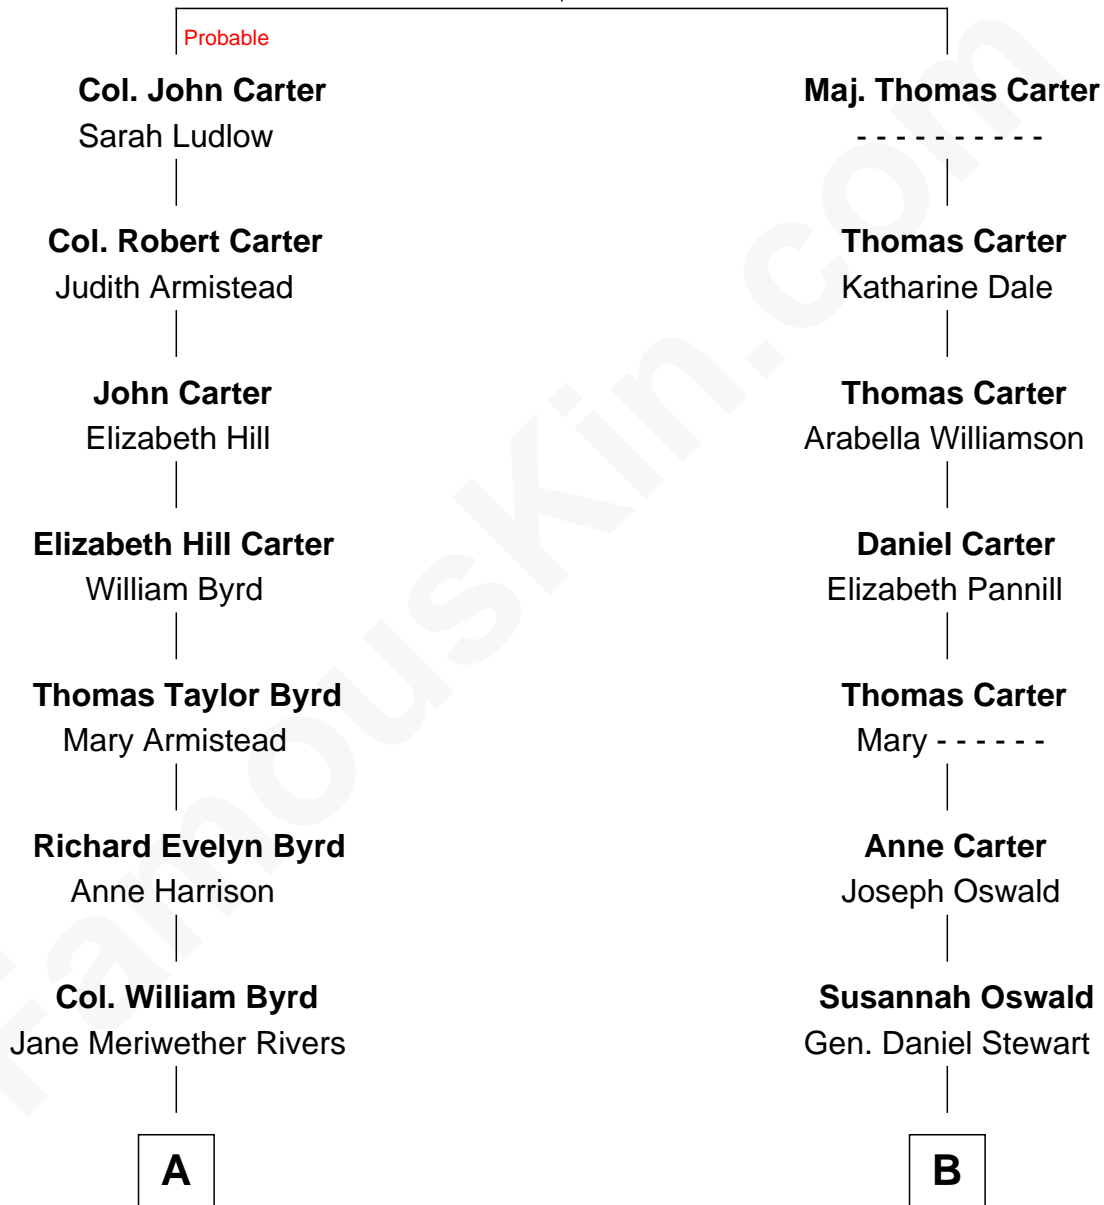 Probable
Col. John Carter
Sarah Ludlow
Col. Robert Carter
Judith Armistead
John Carter
Elizabeth Hill
Elizabeth Hill Carter
William Byrd
Thomas Taylor Byrd
Mary Armistead
Richard Evelyn Byrd
Anne Harrison
Col. William Byrd
Jane Meriwether Rivers
A
Maj. Thomas Carter
- - - - - - - - - -
Thomas Carter
Katharine Dale
Thomas Carter
Arabella Williamson
Daniel Carter
Elizabeth Pannill
Thomas Carter
Mary - - - - - -
Anne Carter
Joseph Oswald
Susannah Oswald
Gen. Daniel Stewart
B
FamousKin.com